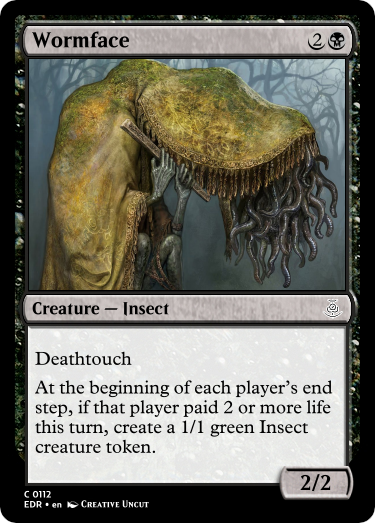 Wormface 2
Creature — Insect
Deathtouch
At the beginning of each player's end
step, if that player paid 2 or more life
this turn, create a 1/1 green Insect
creature token.
2/2
C 0112
EDR • en Creative Uncut